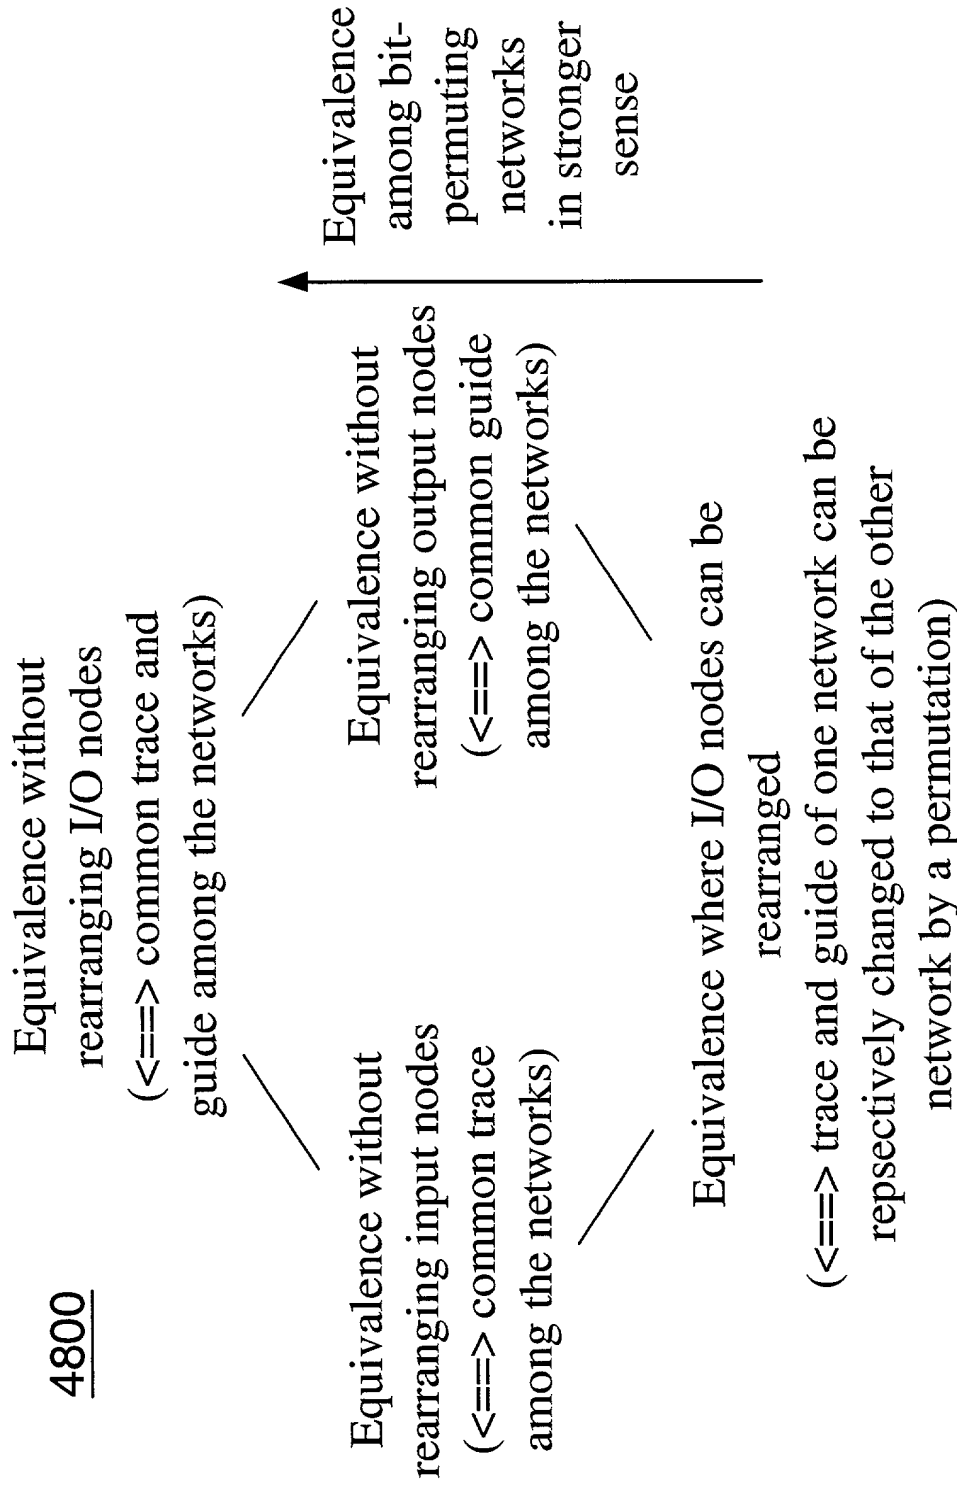 4800
Equivalence without
rearranging I/O nodes
(<==> common trace and
guide among the networks)
Equivalence without
rearranging input nodes
(<==> common trace
among the networks)
Equivalence without
rearranging output nodes
(<==> common guide
among the networks)
Equivalence where I/O nodes can be
rearranged
(<==> trace and guide of one network can be
repsectively changed to that of the other
network by a permutation)
Equivalence
among bit-
permuting
networks
in stronger
sense